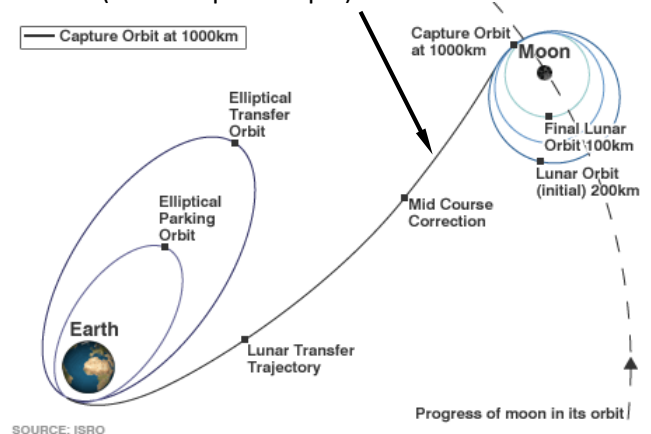 Capture Orbit at 1000km
Capture Orbit
at 1000km
Moon
Elliptical
Transfer
Orbit
Final Lunar
Orbit 100km
Lunar Orbit
(initial) 200km
Elliptical
Parking
Orbit
Mid Course
Correction
Earth
Lunar Transfer
Trajectory
Progress of moon in its orbit
SOURCE: ISRO